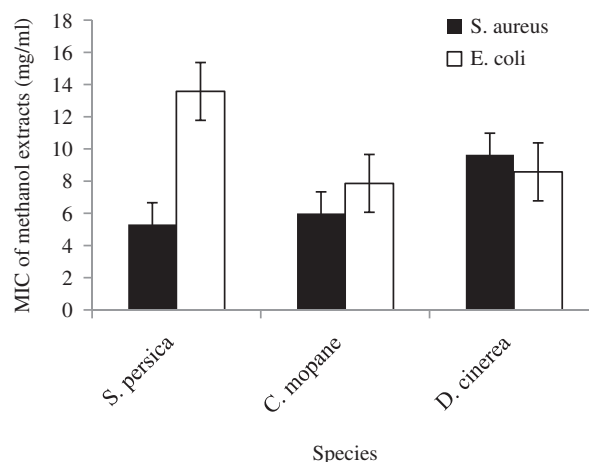 MIC of methanol extracts (mg/ml)
18
16
14
12
10
8
6
4
2
0
S. aureus
E. coli
S. persica
C. mopane
D. cinerea
Species